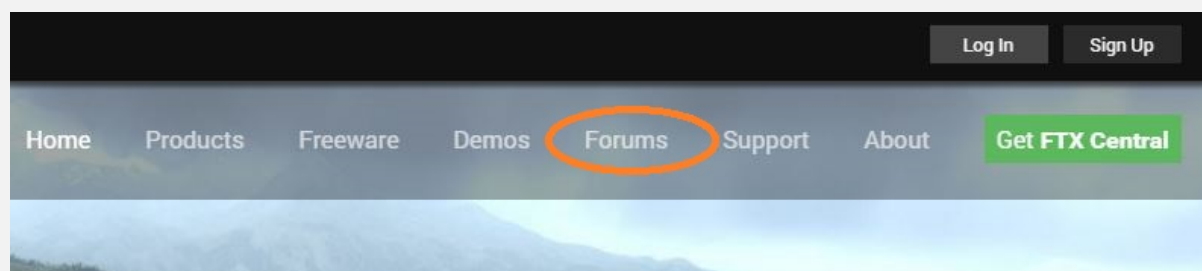 Log In Sign Up
Home Products Freeware Demos Forums Support About Get FTX Central